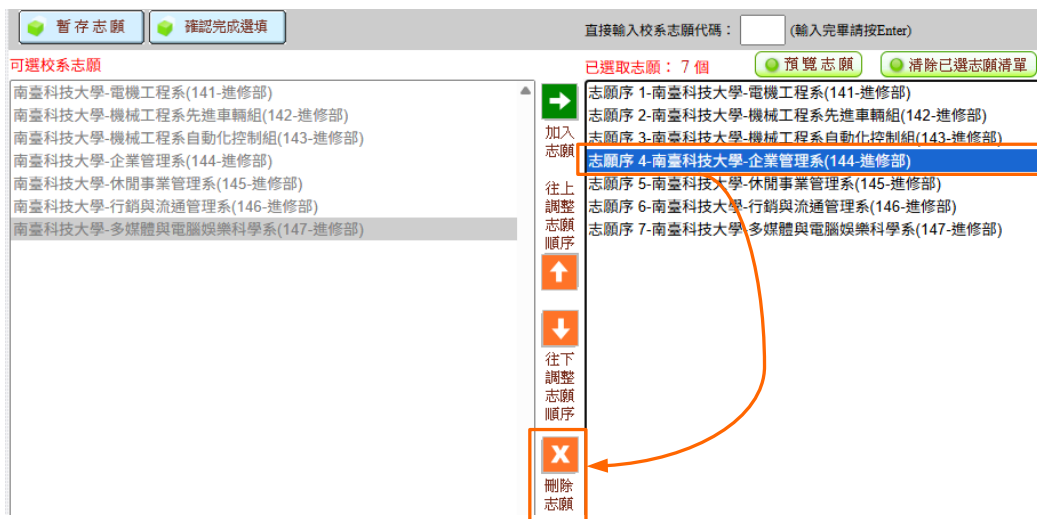 暫存志願
確認完成選填
直接輸入校系志願代碼：
(輸入完畢請按Enter)
可選校系志願
已選取志願： 7 個
預覽志願
清除已選志願清單
南臺科技大學-電機工程系(141-進修部)
南臺科技大學-機械工程系先進車輛組(142-進修部)
南臺科技大學-機械工程系自動化控制組(143-進修部)
南臺科技大學-企業管理系(144-進修部)
南臺科技大學-休閒事業管理系(145-進修部)
南臺科技大學-行銷與流通管理系(146-進修部)
南臺科技大學-多媒體與電腦娛樂科學系(147-進修部)
加入
志願
往上
調整
志願
順序
往下
調整
志願
順序
X
刪除
志願
志願序 1-南臺科技大學-電機工程系(141-進修部)
志願序 2-南臺科技大學-機械工程系先進車輛組(142-進修部)
志願序 3-南臺科技大學-機械工程系自動化控制組(143-進修部)
志願序 4-南臺科技大學-企業管理系(144-進修部)
志願序 5-南臺科技大學-休閒事業管理系(145-進修部)
志願序 6-南臺科技大學-行銷與流通管理系(146-進修部)
志願序 7-南臺科技大學-多媒體與電腦娛樂科學系(147-進修部)